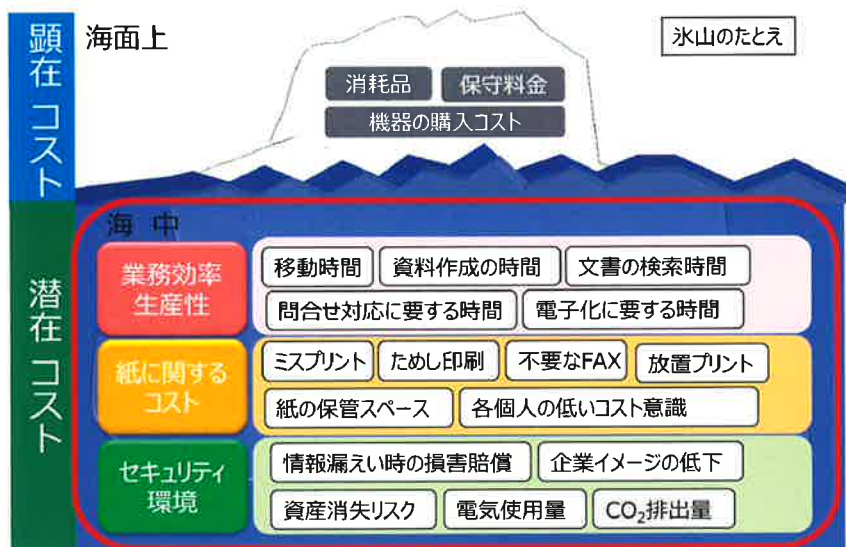 顕在コスト
海面上
氷山のたとえ
消耗品
保守料金
機器の購入コスト
潜在コスト
海 中
業務効率
生産性
移動時間
資料作成の時間
文書の検索時間
問合せ対応に要する時間
電子化に要する時間
紙に関する
コスト
ミスプリント
ためし印刷
不要なFAX
放置プリント
紙の保管スペース
各個人の低いコスト意識
セキュリティ
環境
情報漏えい時の損害賠償
企業イメージの低下
資産消失リスク
電気使用量
CO₂排出量